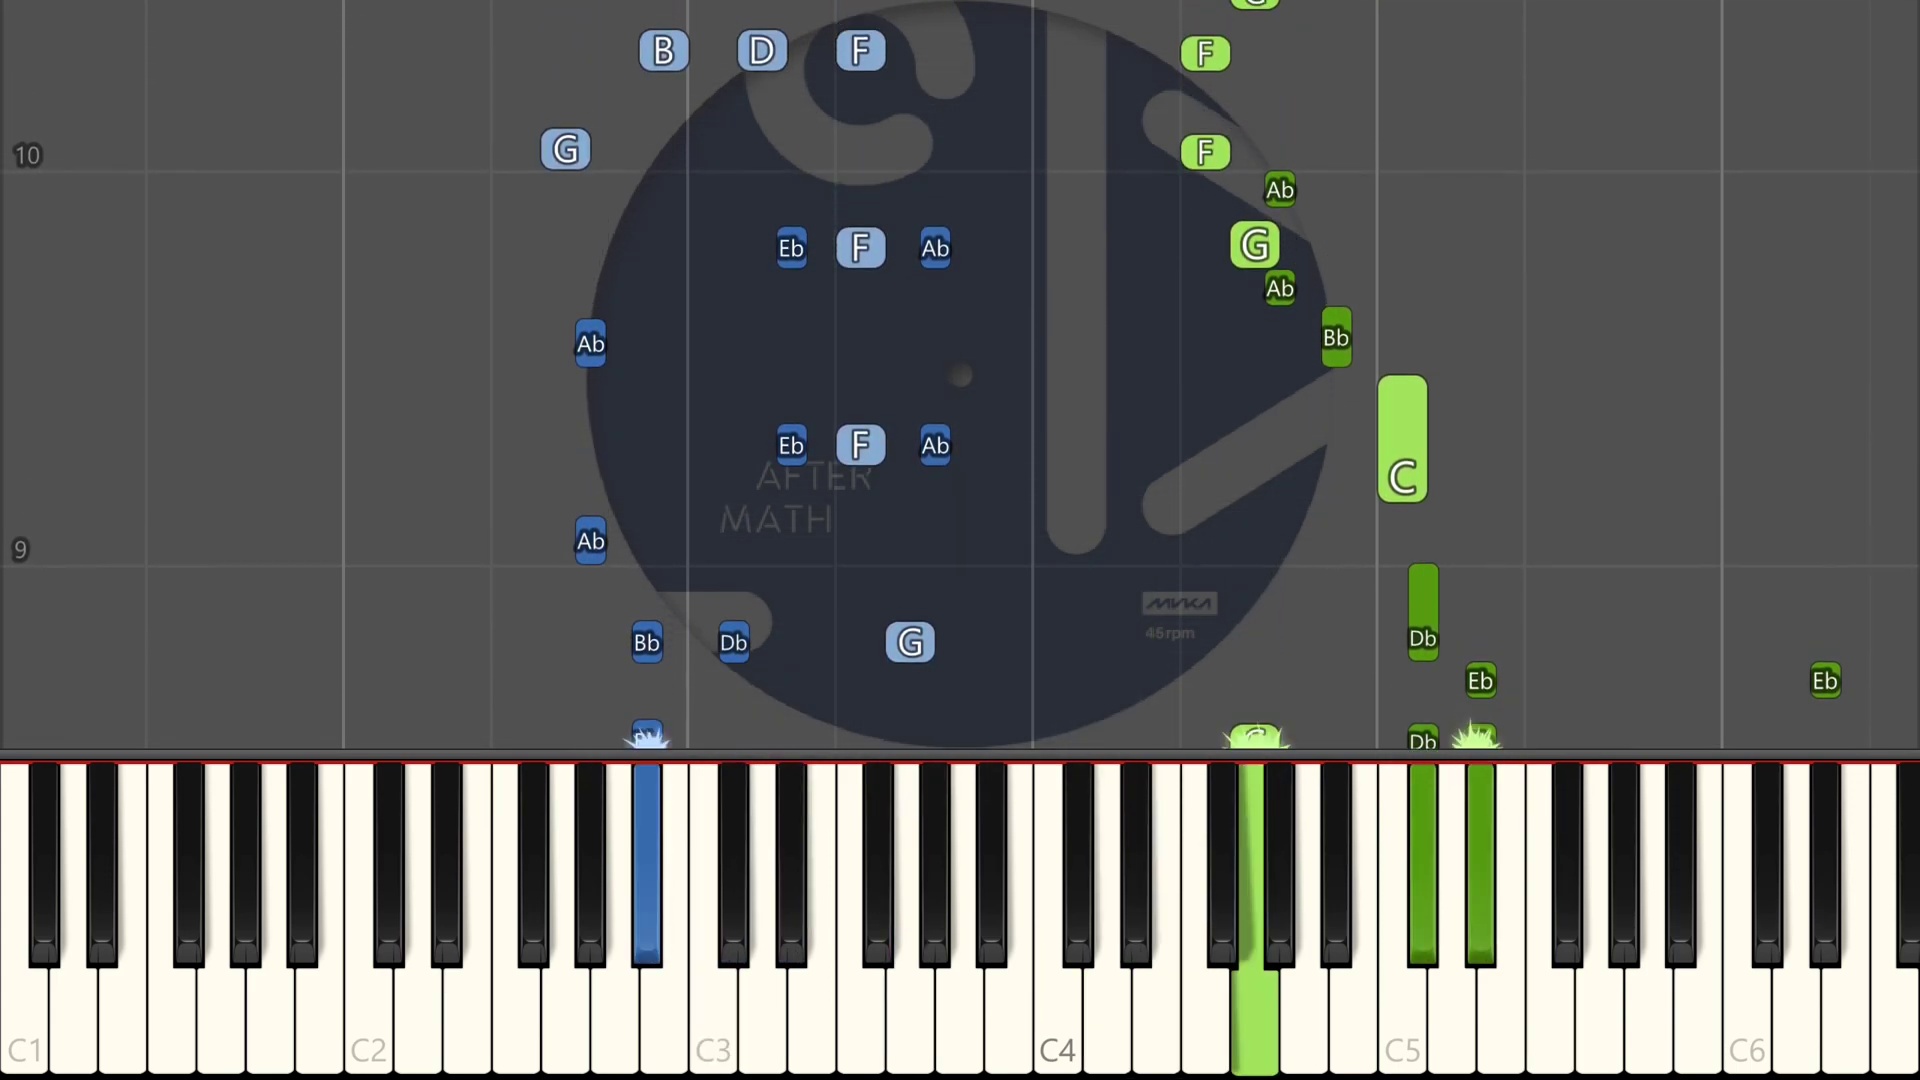 G
B D F F
10
G F
Ab
Eb F Ab G
Ab
Ab Bb
Eb F Ab
C
AFTER
MATH
Ab
9
MVKA
45 rpm
Bb Db G Db
Eb Eb
Db
C1 C2 C3 C4 C5 C6